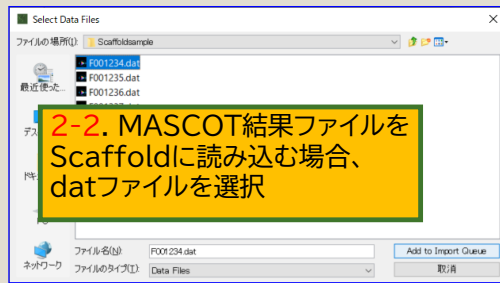 Select Data Files
ファイルの場所(I): Scaffoldsample
F001234.dat
F001235.dat
F001236.dat
最近使った...
2-2. MASCOT結果ファイルを
Scaffoldに読み込む場合、
datファイルを選択
ネットワーク
ファイル名(N): F001234.dat Add to Import Queue
ファイルのタイプ(T): Data Files 取消